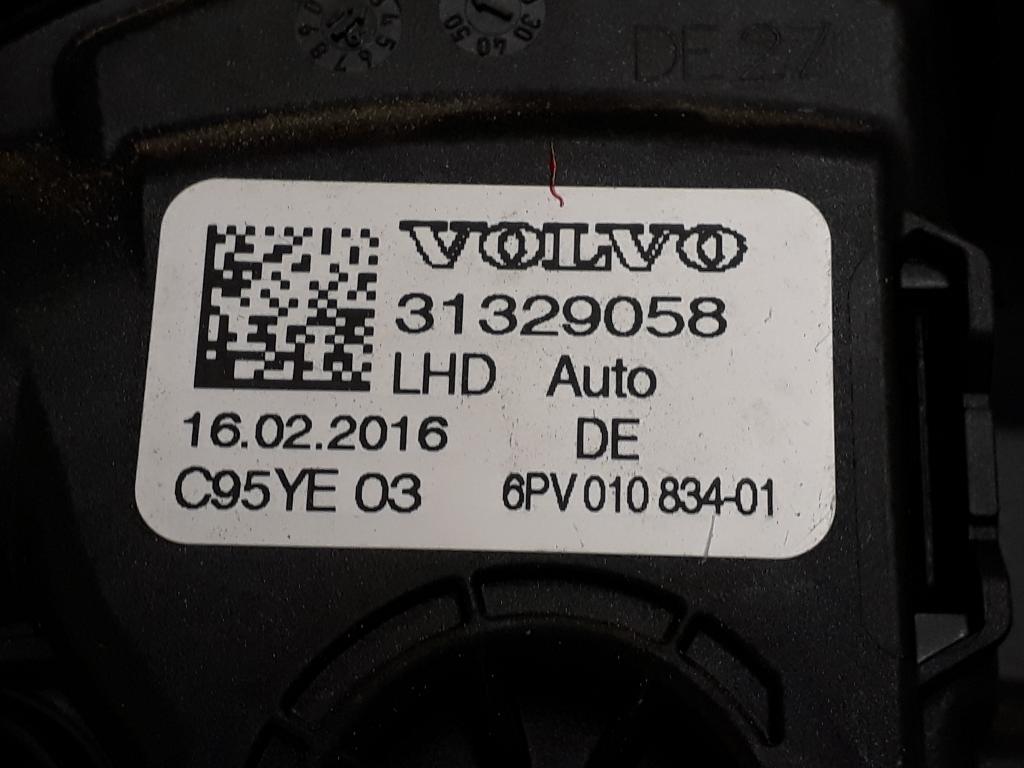 DE 27
VOLVO
31329058
LHD Auto
16.02.2016 DE
C95YE 03 6PV 010 834-01